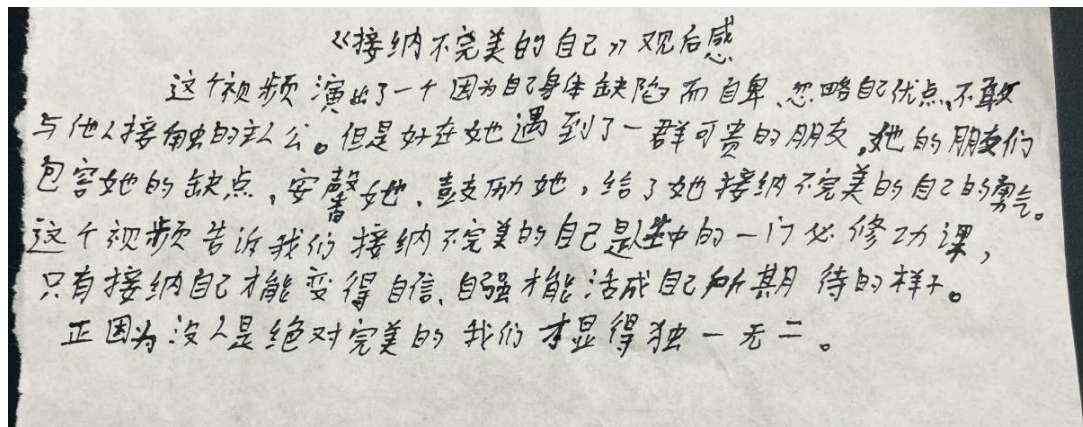 《接纳不完美的自己》观后感
这个视频演出了一个因为自己身体缺陷而自卑、忽略自己优点、不敢
与他人接触的主人公。但是好在她遇到了一群可贵的朋友,她的朋友们
包容她的缺点,安慰她、鼓励她,给了她接纳不完美的自己的勇气。
这个视频告诉我们接纳不完美的自己是生中的一门必修功课,
只有接纳自己才能变得自信、自强才能活成自己所期待的样子。
正因为没人是绝对完美的我们才显得独一无二。